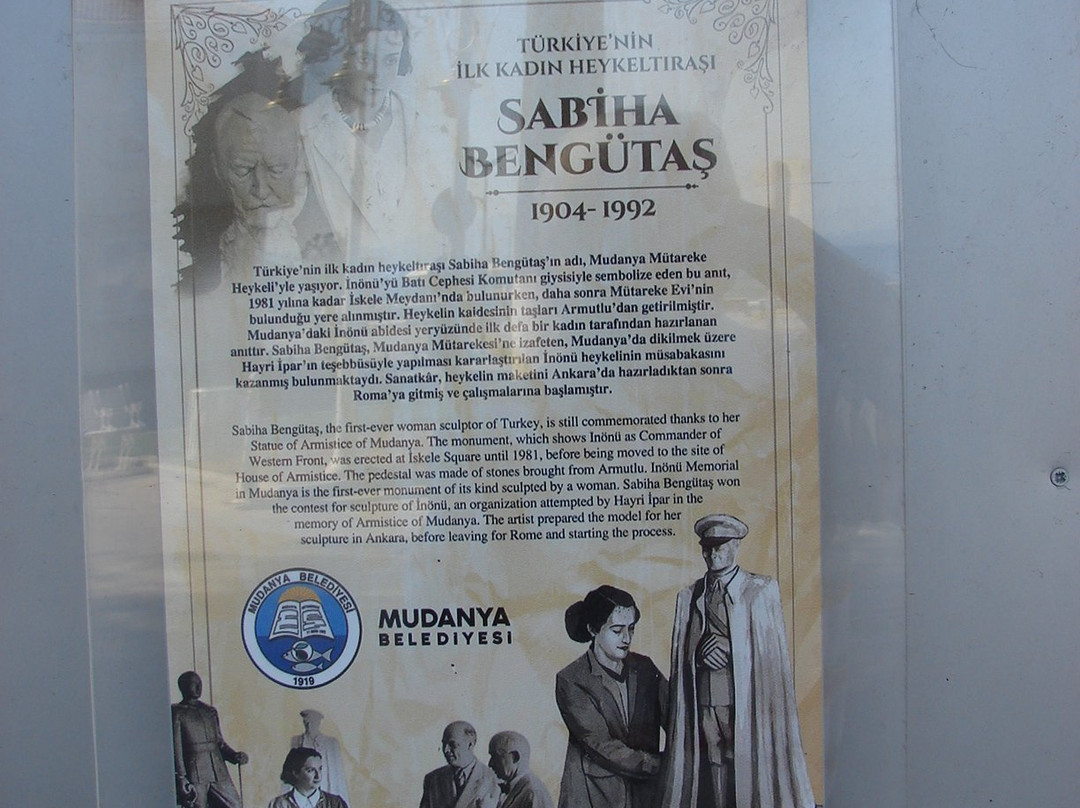 TÜRKİYE'NİN
İLK KADIN HEYKELTIRAŞI
SABİHA
BENGÜTAŞ
1904-1992
Türkiye'nin ilk kadın heykeltıraşı Sabiha Bengütaş'ın adı, Mudanya Mütareke
Heykeli'yle yaşıyor. İnönü'yü Batı Cephesi Komutanı giysisiyle sembolize eden bu anıt,
1981 yılına kadar İskele Meydanı'nda bulunurken, daha sonra Mütareke Evi'nin
bulunduğu yere alınmıştır. Heykelin kaidesinin taşları Armutlu'dan getirilmiştir.
Mudanya'daki İnönü abidesi yeryüzünde ilk defa bir kadın tarafından hazırlanan
anıttır. Sabiha Bengütaş, Mudanya Mütarekesi'ne izafeten, Mudanya'da dikilmek üzere
Hayri İpar'ın teşebbüsüyle yapılması kararlaştırılan İnönü heykelinin müsabakasını
kazanmış bulunmaktaydı. Sanatkâr, heykelin maketini Ankara'da hazırladıktan sonra
Roma'ya gitmiş ve çalışmalarına başlamıştır.
Sabiha Bengütaş, the first-ever woman sculptor of Turkey, is still commemorated thanks to her
Statue of Armistice of Mudanya. The monument, which shows Inönü as Commander of
Western Front, was erected at İskele Square until 1981, before being moved to the site of
House of Armistice. The pedestal was made of stones brought from Armutlu. Inönü Memorial
in Mudanya is the first-ever monument of its kind sculpted by a woman. Sabiha Bengütaş won
the contest for sculpture of İnönü, an organization attempted by Hayri İpar in the
memory of Armistice of Mudanya. The artist prepared the model for her
sculpture in Ankara, before leaving for Rome and starting the process.
MUDANYA BELEDİYESİ
1919
MUDANYA
BELEDİYESİ